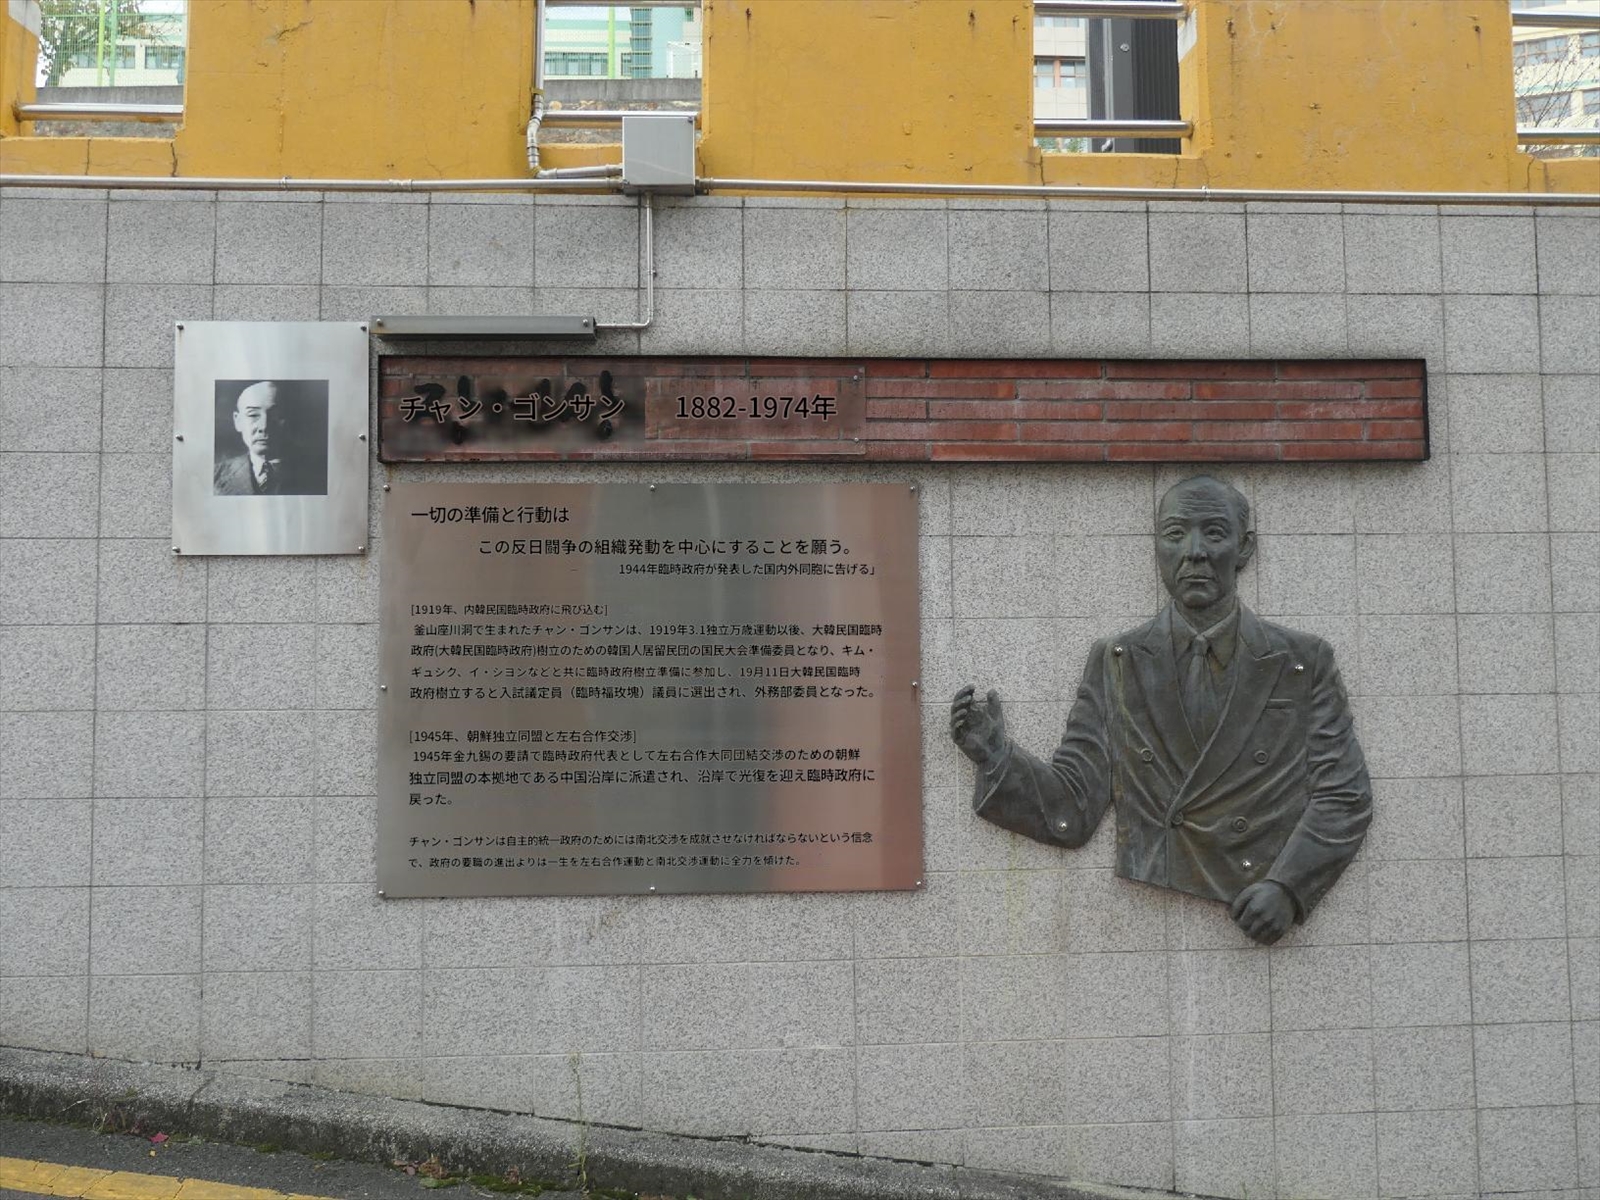 チャン・ゴンサン 1882-1974年
一切の準備と行動は
この反日闘争の組織発動を中心にすることを願う。
1944年臨時政府が発表した国内外同胞に告げる」
[1919年、内韓民国臨時政府に飛び込む]
釜山座川洞で生まれたチャン・ゴンサンは、1919年3.1独立万歳運動以後、大韓民国臨時
政府(大韓民国臨時政府)樹立のための韓国人居留民団の国民大会準備委員となり、キム・
ギュシク、イ・シヨンなどと共に臨時政府樹立準備に参加し、19月11日大韓民国臨時
政府樹立すると入試議定員（臨時福玫塊）議員に選出され、外務部委員となった。
[1945年、朝鮮独立同盟と左右合作交渉]
1945年金九錫の要請で臨時政府代表として左右合作大同団結交渉のための朝鮮
独立同盟の本拠地である中国沿岸に派遣され、沿岸で光復を迎え臨時政府に
戻った。
チャン・ゴンサンは自主的統一政府のためには南北交渉を成就させなければならないという信念
で、政府の要職の進出よりは一生を左右合作運動と南北交渉運動に全力を傾けた。